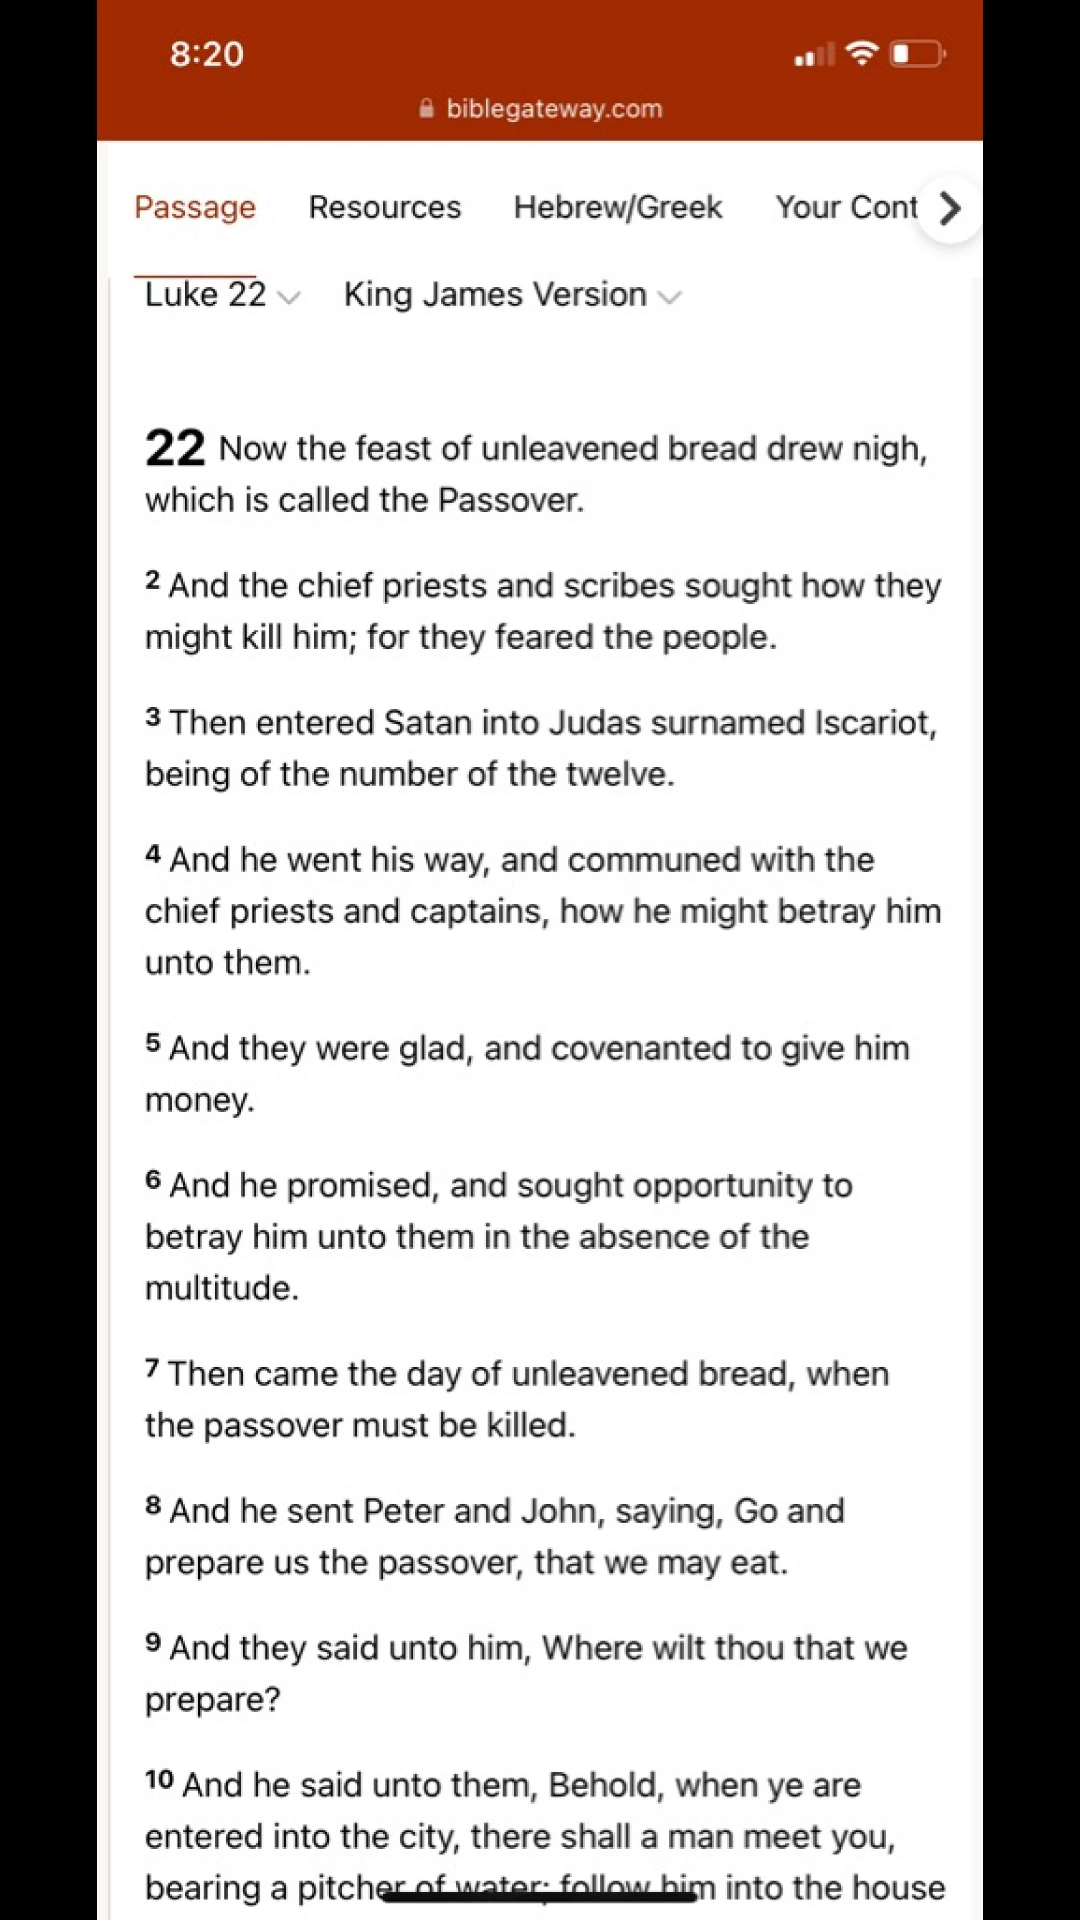 8:20
biblegateway.com
Passage Resources Hebrew/Greek Your Cont
Luke 22 King James Version
22 Now the feast of unleavened bread drew nigh,
which is called the Passover.
2 And the chief priests and scribes sought how they
might kill him; for they feared the people.
3 Then entered Satan into Judas surnamed Iscariot,
being of the number of the twelve.
4 And he went his way, and communed with the
chief priests and captains, how he might betray him
unto them.
5 And they were glad, and covenanted to give him
money.
6 And he promised, and sought opportunity to
betray him unto them in the absence of the
multitude.
7 Then came the day of unleavened bread, when
the passover must be killed.
8 And he sent Peter and John, saying, Go and
prepare us the passover, that we may eat.
9 And they said unto him, Where wilt thou that we
prepare?
10 And he said unto them, Behold, when ye are
entered into the city, there shall a man meet you,
bearing a pitcher of water; follow him into the house